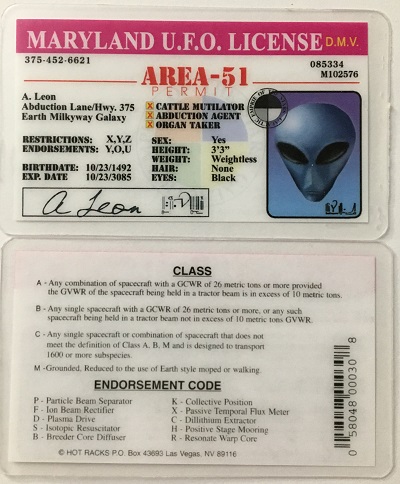 MARYLAND U.F.O. LICENSE D.M.V.
375-452-6621
085334
M102576
AREA-51
PERMIT
A. Leon
Abduction Lane/Hwy. 375
Earth Milkyway Galaxy
X CATTLE MUTILATOR
X ABDUCTION AGENT
X ORGAN TAKER
RESTRICTIONS: X,Y,Z
ENDORSEMENTS: Y,O,U
BIRTHDATE: 10/23/1492
EXP. DATE 10/23/3085
SEX: Yes
HEIGHT: 3'3"
WEIGHT: Weightless
HAIR: None
EYES: Black
A Leon
CLASS
A - Any combination of spacecraft with a GCWR of 26 metric tons or more provided
the GVWR of the spacecraft being held in a tractor beam is in excess of 10 metric tons.
B - Any single spacecraft with a GCWR of 26 metric tons or more, or any such
spacecraft being held in a tractor beam not in excess of 10 metric tons GVWR.
C - Any single spacecraft or combination of spacecraft that does not
meet the definition of Class A, B, M and is designed to transport
1600 or more subspecies.
M -Grounded, Reduced to the use of Earth style moped or walking.
ENDORSEMENT CODE
P - Particle Beam Separator
F - Ion Beam Rectifier
D - Plasma Drive
S - Isotopic Resuscitator
B - Breeder Core Diffuser
K - Collective Position
X - Passive Temporal Flux Meter
C - Dillithium Extractor
H - Positive Stage Mooring
R - Resonate Warp Core
© HOT RACKS P.O. Box 43693 Las Vegas, NV 89116
0 58048 00030 8